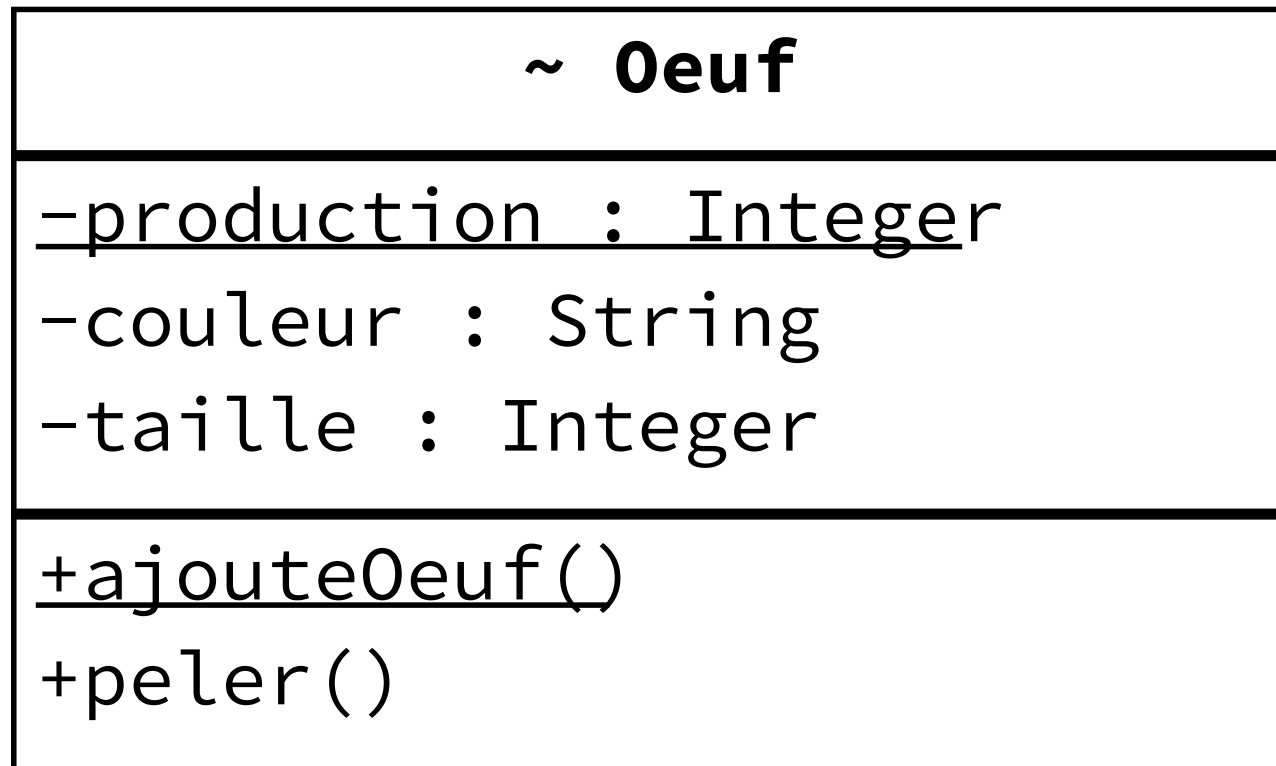 ~ Oeuf
-production : Integer
-couleur : String
-taille : Integer
+ajouteOeuf()
+peler()